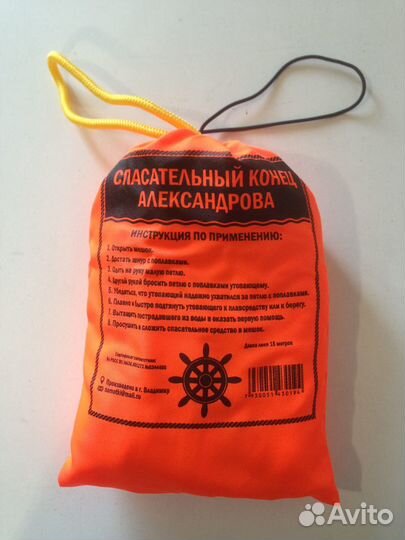 СПАСАТЕЛЬНЫЙ КОНЕЦ
АЛЕКСАНДРОВА
ИНСТРУКЦИЯ ПО ПРИМЕНЕНИЮ:
1. Открыть мешок.
2. Достать шнур с поплавками.
3. Одеть на руку малую петлю.
4. Другой рукой бросить петлю с поплавками утопающему.
5. Убедиться, что утопающий надежно ухватился за петлю с поплавками.
6. Плавно и быстро подтянуть утопающего к плавсредству или к берегу.
7. Вытащить пострадавшего из воды и оказать первую помощь.
8. Просушить и сложить спасательное средство в мешок.
Длина линя 15 метров
Произведено в г. Владимир
Avito